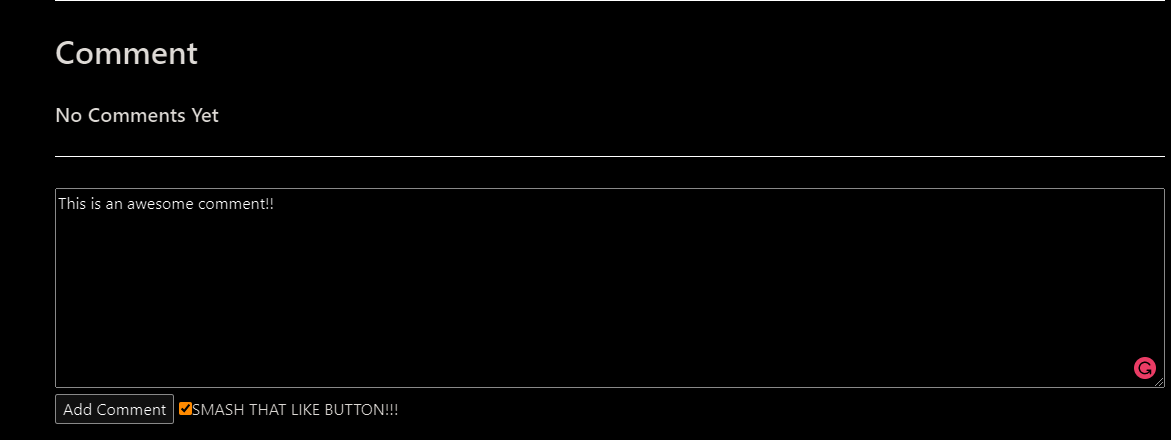 Comment
No Comments Yet
This is an awesome comment!!
Add Comment SMASH THAT LIKE BUTTON!!!